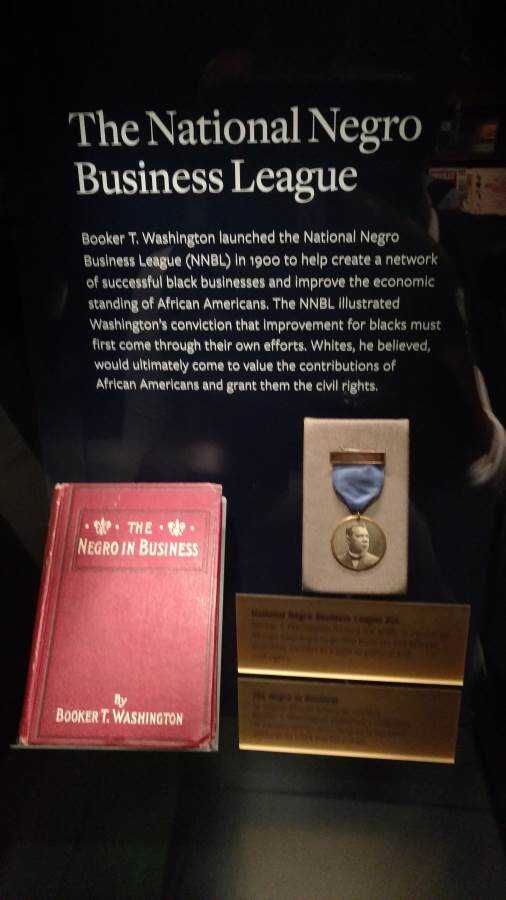 The National Negro
Business League
Booker T. Washington launched the National Negro
Business League (NNBL) in 1900 to help create a network
of successful black businesses and improve the economic
standing of African Americans. The NNBL illustrated
Washington's conviction that improvement for blacks must
first come through their own efforts. Whites, he believed,
would ultimately come to value the contributions of
African Americans and grant them the civil rights.
THE
NEGRO IN BUSINESS
By
BOOKER T. WASHINGTON
National Negro Business League
The Negro in Business